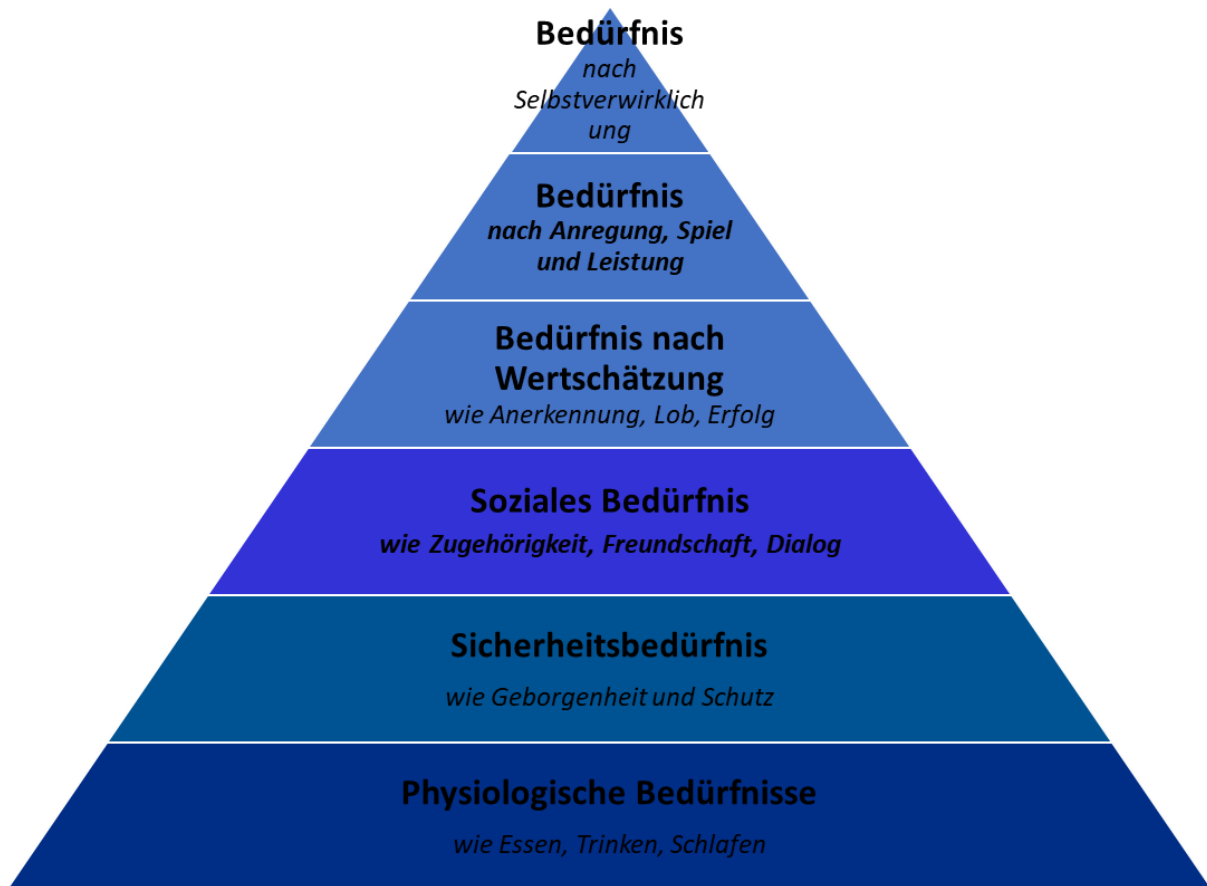 Bedürfnis
nach
Selbstverwirklich
ung
Bedürfnis
nach Anregung, Spiel
und Leistung
Bedürfnis nach
Wertschätzung
wie Anerkennung, Lob, Erfolg
Soziales Bedürfnis
wie Zugehörigkeit, Freundschaft, Dialog
Sicherheitsbedürfnis
wie Geborgenheit und Schutz
Physiologische Bedürfnisse
wie Essen, Trinken, Schlafen